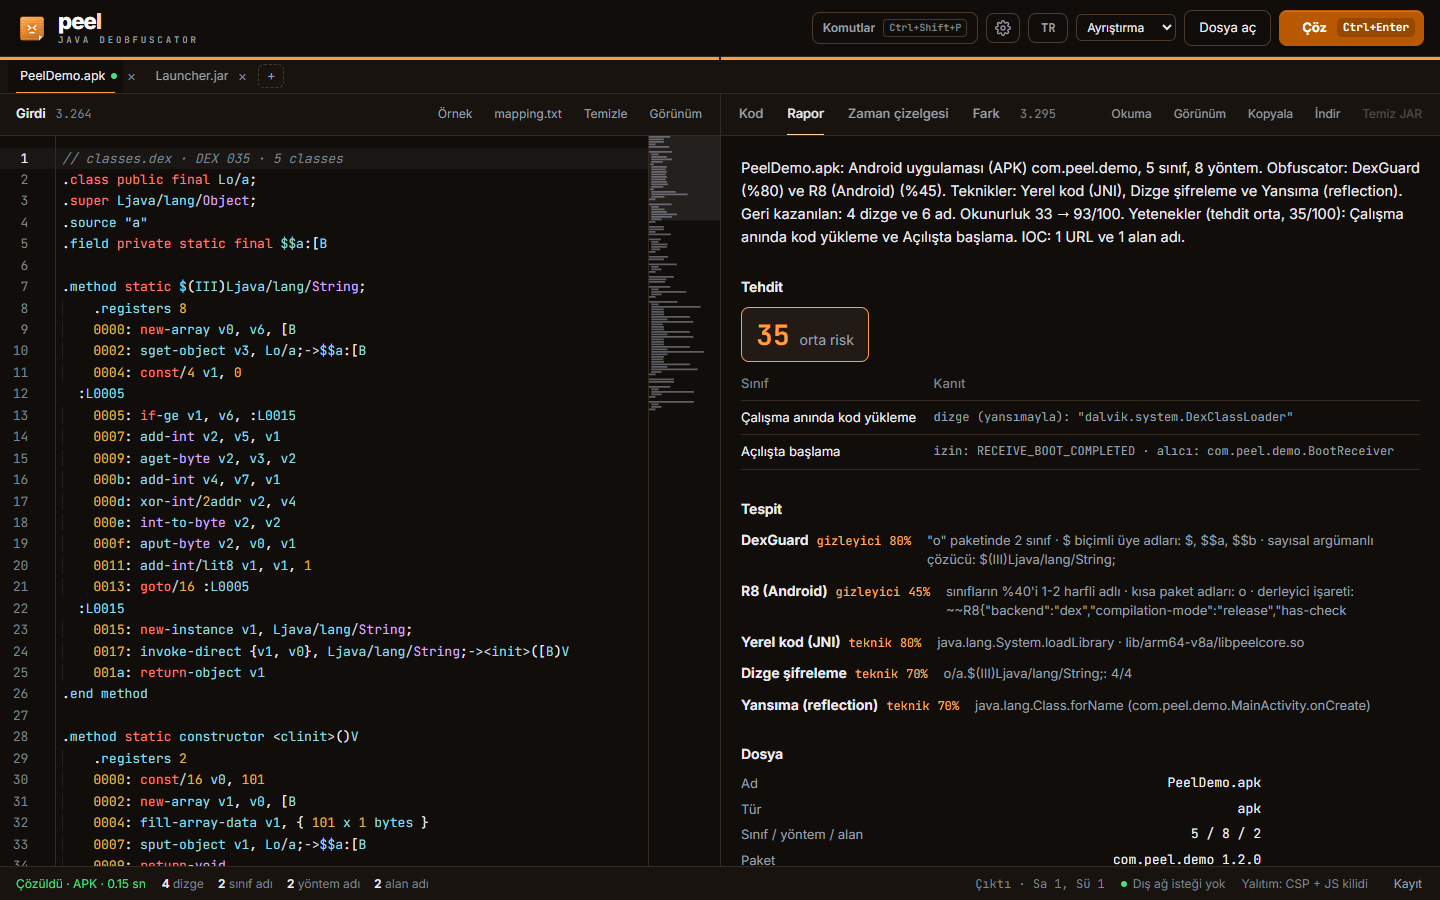 peel
JAVA DEOBFUSCATOR
Komutlar Ctrl+Shift+P
TR
Ayrıştırma
Dosya aç
Çöz Ctrl+Enter
PeelDemo.apk ● ×
Launcher.jar ×
+
Girdi 3.264
Örnek mapping.txt Temizle Görünüm
1 // classes.dex · DEX 035 · 5 classes
2 .class public final Lo/a;
3 .super Ljava/lang/Object;
4 .source "a"
5 .field private static final $$a:[B
6
7 .method static $(III)Ljava/lang/String;
8 .registers 8
9 0000: new-array v0, v6, [B
10 0002: sget-object v3, Lo/a;->$$a:[B
11 0004: const/4 v1, 0
12 :L0005
13 0005: if-ge v1, v6, :L0015
14 0007: add-int v2, v5, v1
15 0009: aget-byte v2, v3, v2
16 000b: add-int v4, v7, v1
17 000d: xor-int/2addr v2, v4
18 000e: int-to-byte v2, v2
19 000f: aput-byte v2, v0, v1
20 0011: add-int/lit8 v1, v1, 1
21 0013: goto/16 :L0005
22 :L0015
23 0015: new-instance v1, Ljava/lang/String;
24 0017: invoke-direct {v1, v0}, Ljava/lang/String;-><init>([B)V
25 001a: return-object v1
26 .end method
27
28 .method static constructor <clinit>()V
29 .registers 2
30 0000: const/16 v0, 101
31 0002: new-array v1, v0, [B
32 0004: fill-array-data v1, { 101 x 1 bytes }
33 0007: sput-object v1, Lo/a;->$$a:[B
34 0009: return-void
Kod Rapor Zaman çizelgesi Fark 3.295
Okuma Görünüm Kopyala İndir Temiz JAR
PeelDemo.apk: Android uygulaması (APK) com.peel.demo, 5 sınıf, 8 yöntem. Obfuscator: DexGuard
(%80) ve R8 (Android) (%45). Teknikler: Yerel kod (JNI), Dizge şifreleme ve Yansıma (reflection).
Geri kazanılan: 4 dizge ve 6 ad. Okunurluk 33 → 93/100. Yetenekler (tehdit orta, 35/100): Çalışma
anında kod yükleme ve Açılışta başlama. IOC: 1 URL ve 1 alan adı.
Tehdit
35 orta risk
Sınıf Kanıt
Çalışma anında kod yükleme dizge (yansımayla): "dalvik.system.DexClassLoader"
Açılışta başlama izin: RECEIVE_BOOT_COMPLETED · alıcı: com.peel.demo.BootReceiver
Tespit
DexGuard gizleyici 80% "o" paketinde 2 sınıf · $ biçimli üye adları: $, $$a, $$b · sayısal argümanlı
çözücü: $(III)Ljava/lang/String;
R8 (Android) gizleyici 45% sınıfların %40'i 1-2 harfli adlı · kısa paket adları: o · derleyici işareti:
~~R8{"backend":"dex","compilation-mode":"release","has-check
Yerel kod (JNI) teknik 80% java.lang.System.loadLibrary · lib/arm64-v8a/libpeelcore.so
Dizge şifreleme teknik 70% o/a.$(III)Ljava/lang/String;: 4/4
Yansıma (reflection) teknik 70% java.lang.Class.forName (com.peel.demo.MainActivity.onCreate)
Dosya
Ad PeelDemo.apk
Tür apk
Sınıf / yöntem / alan 5 / 8 / 2
Paket com.peel.demo 1.2.0
Çözüldü · APK · 0.15 sn 4 dizge 2 sınıf adı 2 yöntem adı 2 alan adı
Çıktı · Sa 1, Sü 1 ● Dış ağ isteği yok Yalıtım: CSP + JS kilidi Kayıt